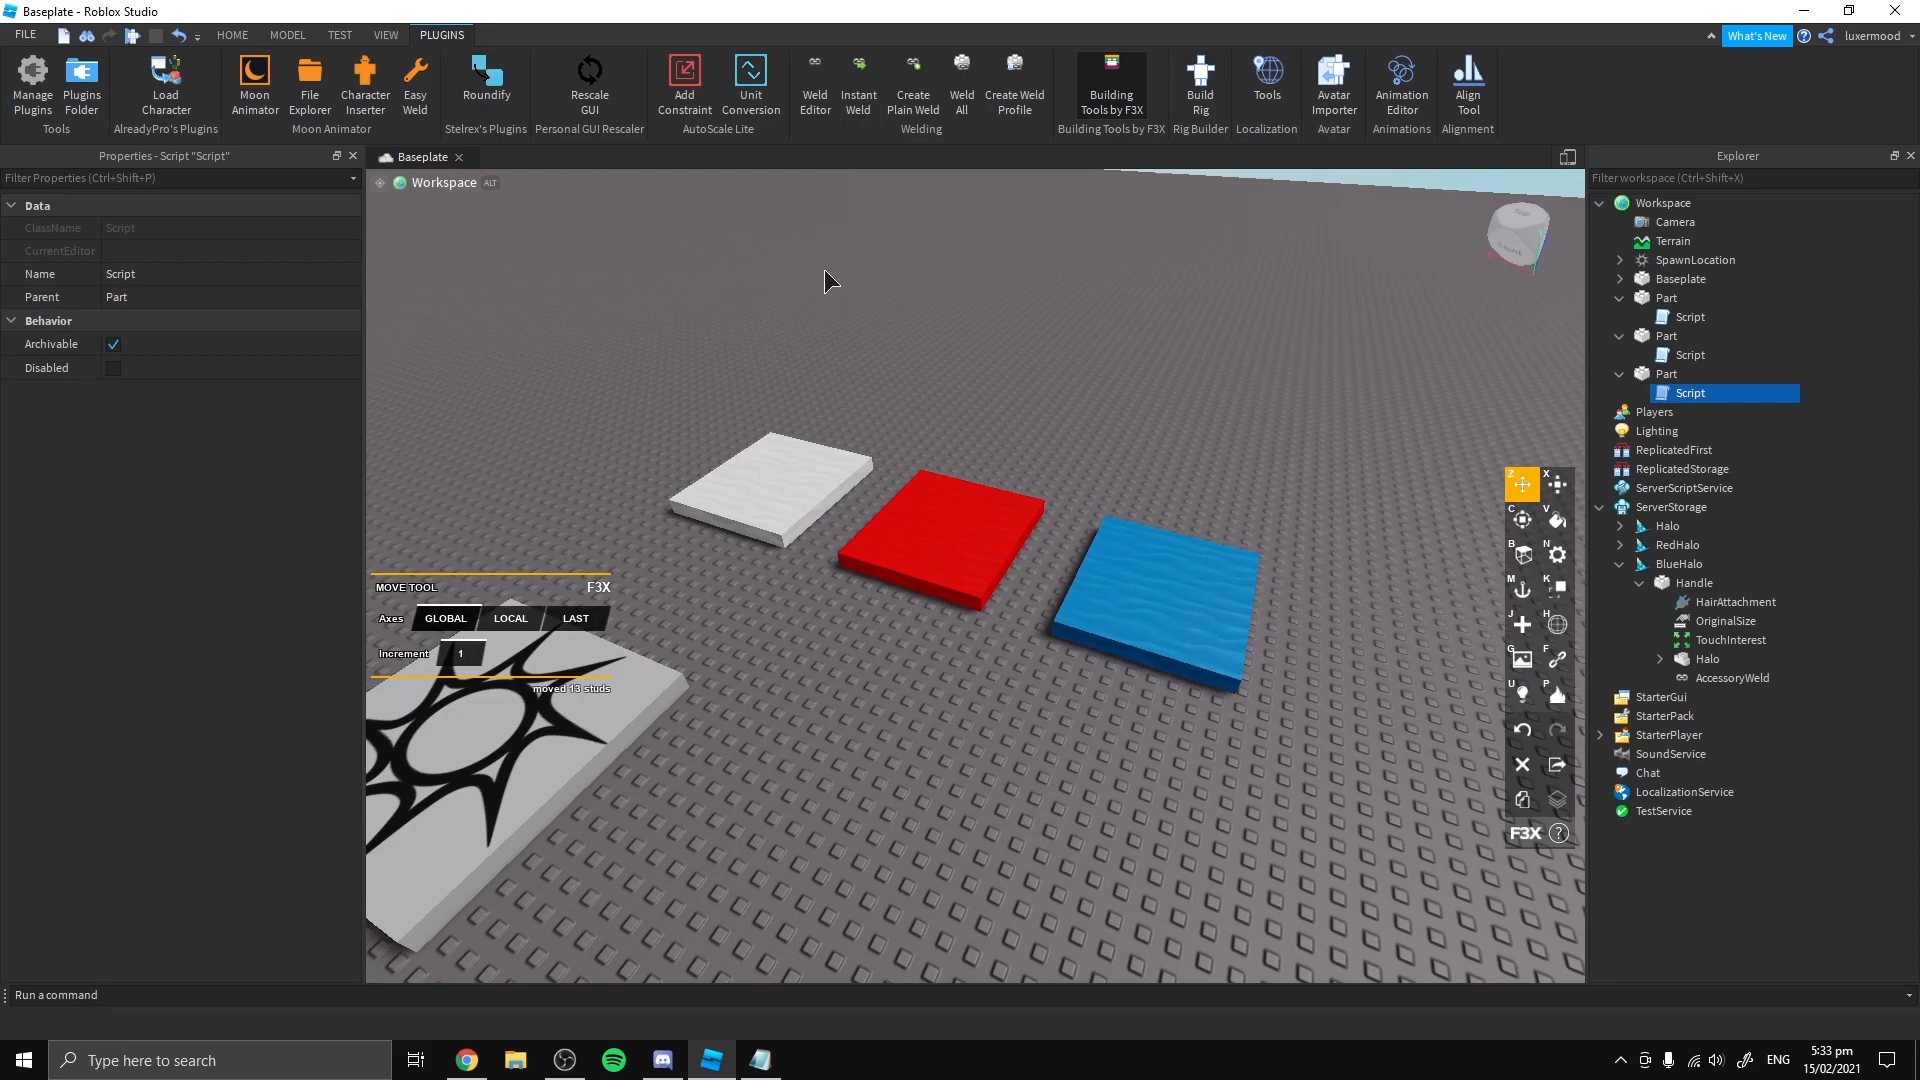 Baseplate - Roblox Studio
FILE HOME MODEL TEST VIEW PLUGINS What's New luxermood
Manage Plugins
Plugins Folder
Tools
Load Character
AlreadyPro's Plugins
Moon Animator
File Explorer
Character Inserter
Easy Weld
Moon Animator
Roundify
Stelrex's Plugins
Rescale GUI
Personal GUI Rescaler
Add Constraint
Unit Conversion
AutoScale Lite
Weld Editor
Instant Weld
Create Plain Weld
Weld All
Create Weld Profile
Welding
Building Tools by F3X
Building Tools by F3X
Build Rig
Rig Builder
Tools
Localization
Avatar Importer
Avatar
Animation Editor
Animations
Align Tool
Alignment
Properties - Script "Script"
Filter Properties (Ctrl+Shift+P)
Data
ClassName Script
CurrentEditor
Name Script
Parent Part
Behavior
Archivable
Disabled
Baseplate
Workspace ALT
MOVE TOOL F3X
Axes GLOBAL LOCAL LAST
Increment 1
moved 13 studs
Z X
C V
B N
M K
J H
G F
U P
F3X ?
Explorer
Filter workspace (Ctrl+Shift+X)
Workspace
Camera
Terrain
SpawnLocation
Baseplate
Part
Script
Part
Script
Part
Script
Players
Lighting
ReplicatedFirst
ReplicatedStorage
ServerScriptService
ServerStorage
Halo
RedHalo
BlueHalo
Handle
HairAttachment
OriginalSize
TouchInterest
Halo
AccessoryWeld
StarterGui
StarterPack
StarterPlayer
SoundService
Chat
LocalizationService
TestService
Run a command
Type here to search
ENG
5:33 pm
15/02/2021